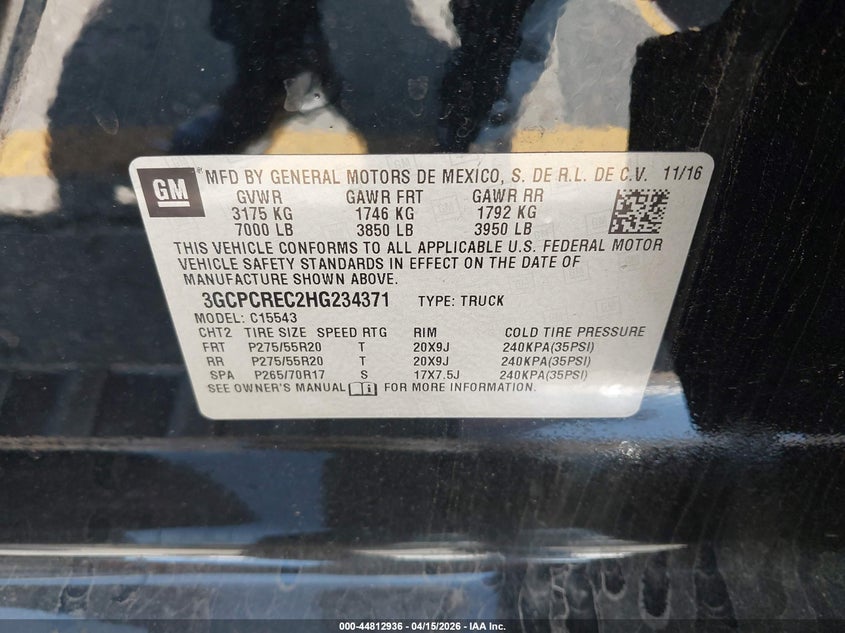 GM ® MFD BY GENERAL MOTORS DE MEXICO, S. DE R.L. DE C.V. 11/16
GVWR GAWR FRT GAWR RR
3175 KG 1746 KG 1792 KG
7000 LB 3850 LB 3950 LB
THIS VEHICLE CONFORMS TO ALL APPLICABLE U.S. FEDERAL MOTOR
VEHICLE SAFETY STANDARDS IN EFFECT ON THE DATE OF
MANUFACTURE SHOWN ABOVE.
3GCPCREC2HG234371 TYPE: TRUCK
MODEL: C15543
CHT2 TIRE SIZE SPEED RTG RIM COLD TIRE PRESSURE
FRT P275/55R20 T 20X9J 240KPA(35PSI)
RR P275/55R20 T 20X9J 240KPA(35PSI)
SPA P265/70R17 S 17X7.5J 240KPA(35PSI)
SEE OWNER'S MANUAL i FOR MORE INFORMATION.
000-44812936 - 04/15/2026 - IAA Inc.